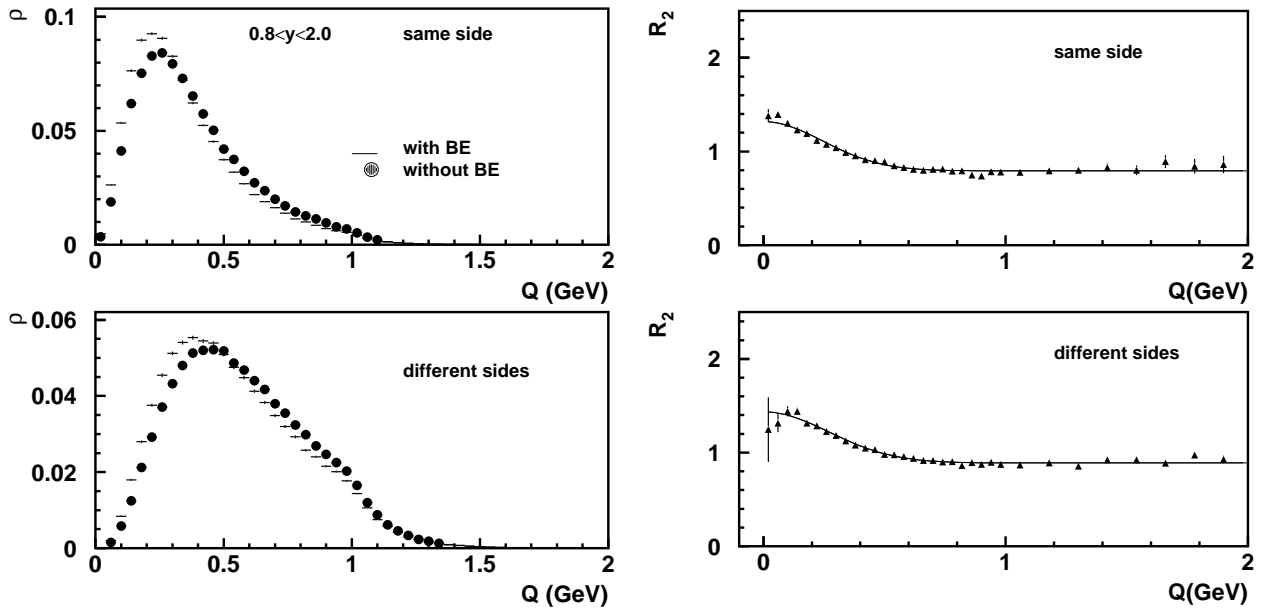 ρ
0.1
0.05
0
0.8<y<2.0
same side
with BE
without BE
0
0.5
1
1.5
2
Q (GeV)
R2
2
1
0
same side
0
1
2
Q(GeV)
ρ
0.06
0.04
0.02
0
different sides
0
0.5
1
1.5
2
Q (GeV)
R2
2
1
0
different sides
0
1
2
Q(GeV)